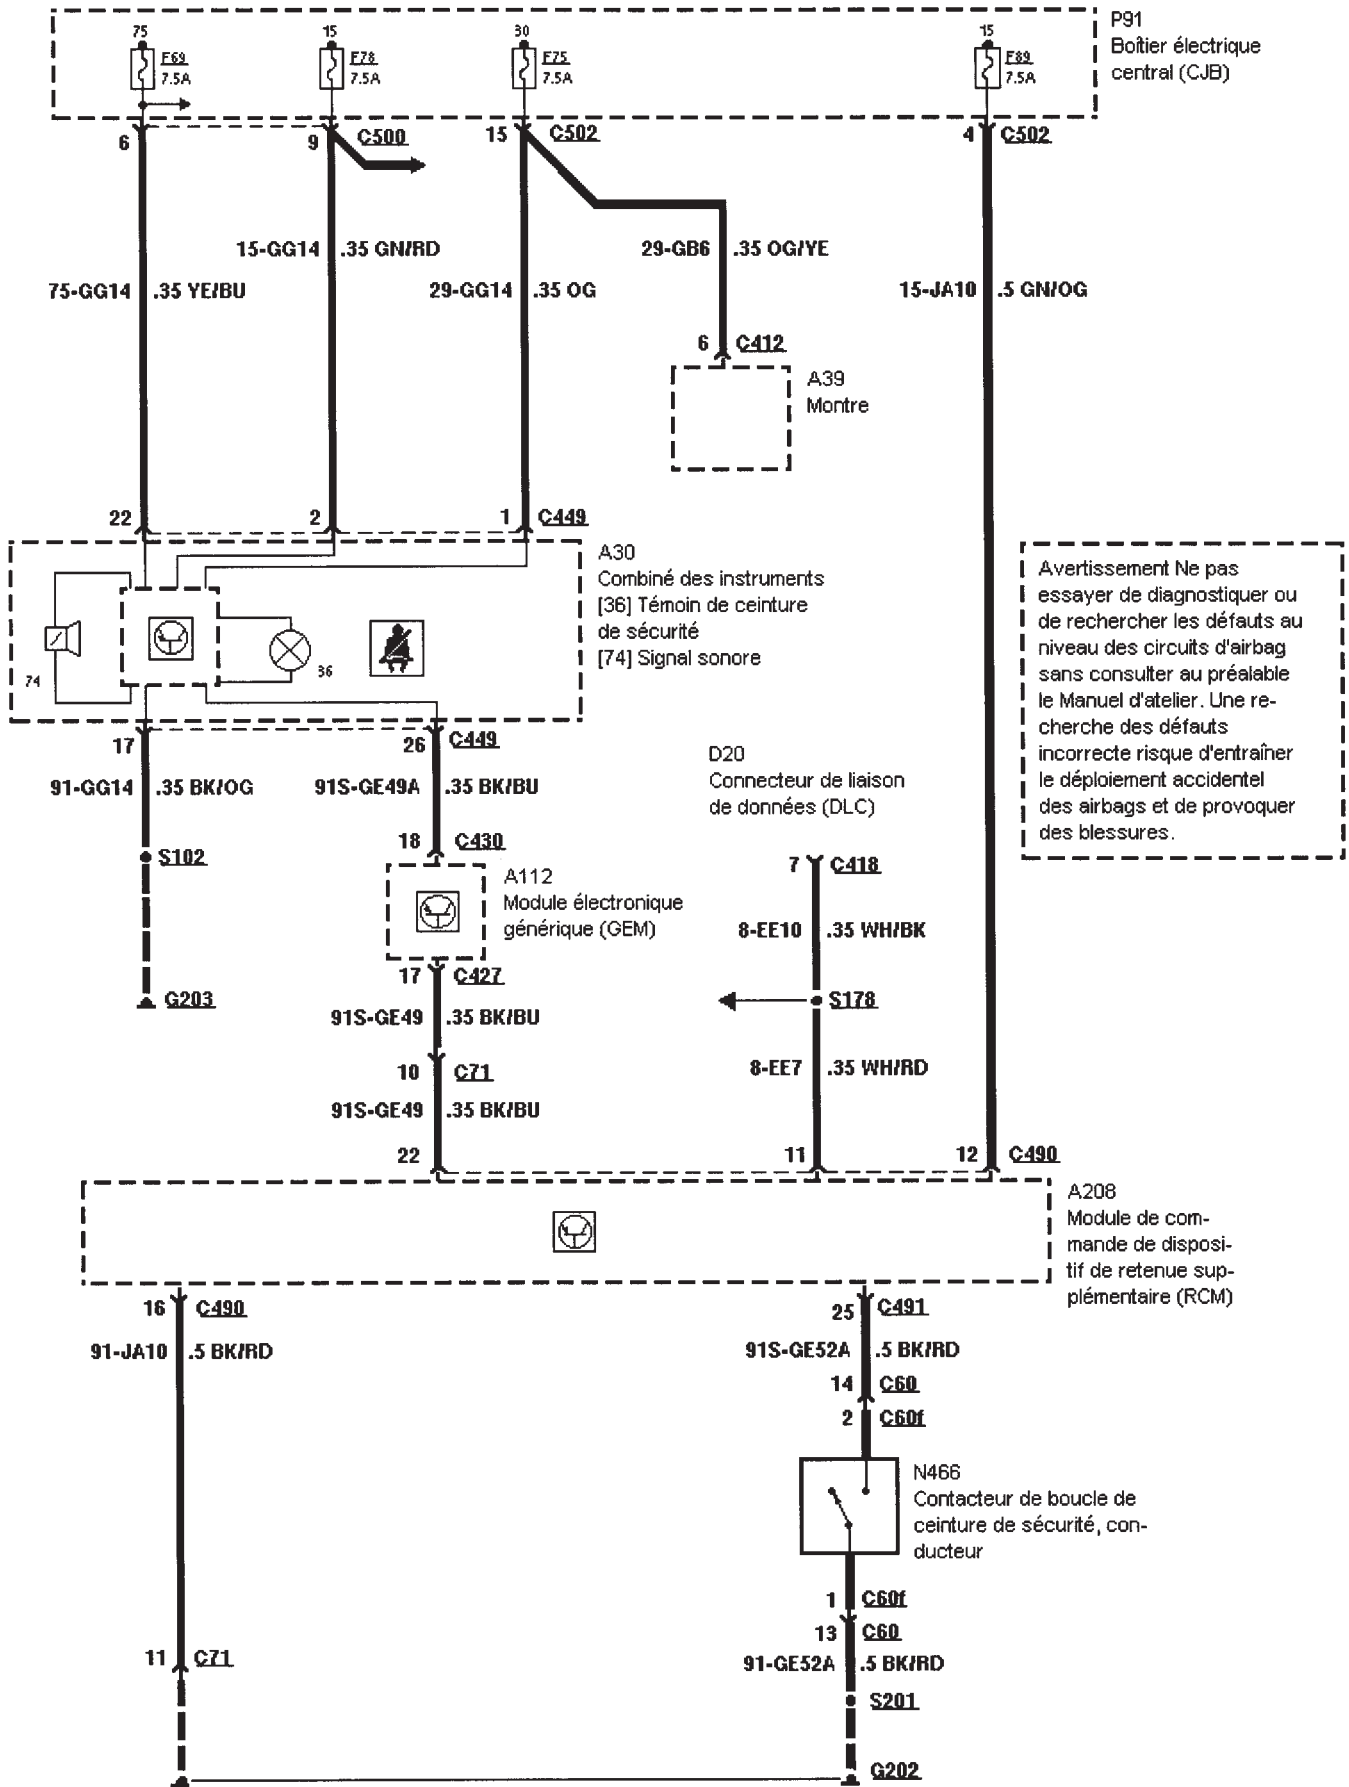 P91
Boîtier électrique
central (CJB)
75
F69
7.5A
15
F78
7.5A
30
F75
7.5A
15
F89
7.5A
6
9
C500
15
C502
4
C502
15-GG14 .35 GN/RD
29-GB6 .35 OG/YE
75-GG14 .35 YE/BU
29-GG14 .35 OG
15-JA10 .5 GN/OG
6 C412
A39
Montre
22
2
1 C449
A30
Combiné des instruments
[36] Témoin de ceinture
de sécurité
[74] Signal sonore
74
36
Avertissement Ne pas
essayer de diagnostiquer ou
de rechercher les défauts au
niveau des circuits d'airbag
sans consulter au préalable
le Manuel d'atelier. Une re-
cherche des défauts
incorrecte risque d'entraîner
le déploiement accidentel
des airbags et de provoquer
des blessures.
17
26 C449
91-GG14 .35 BK/OG
91S-GE49A .35 BK/BU
D20
Connecteur de liaison
de données (DLC)
18 C430
S102
7 C418
A112
Module électronique
générique (GEM)
8-EE10 .35 WH/BK
17 C427
G203
S178
91S-GE49 .35 BK/BU
10 C71
8-EE7 .35 WH/RD
91S-GE49 .35 BK/BU
22
11
12 C490
A208
Module de com-
mande de disposi-
tif de retenue sup-
plémentaire (RCM)
16 C490
25 C491
91-JA10 .5 BK/RD
91S-GE52A .5 BK/RD
14 C60
2 C60f
N466
Contacteur de boucle de
ceinture de sécurité, con-
ducteur
1 C60f
13 C60
11 C71
91-GE52A .5 BK/RD
S201
G202